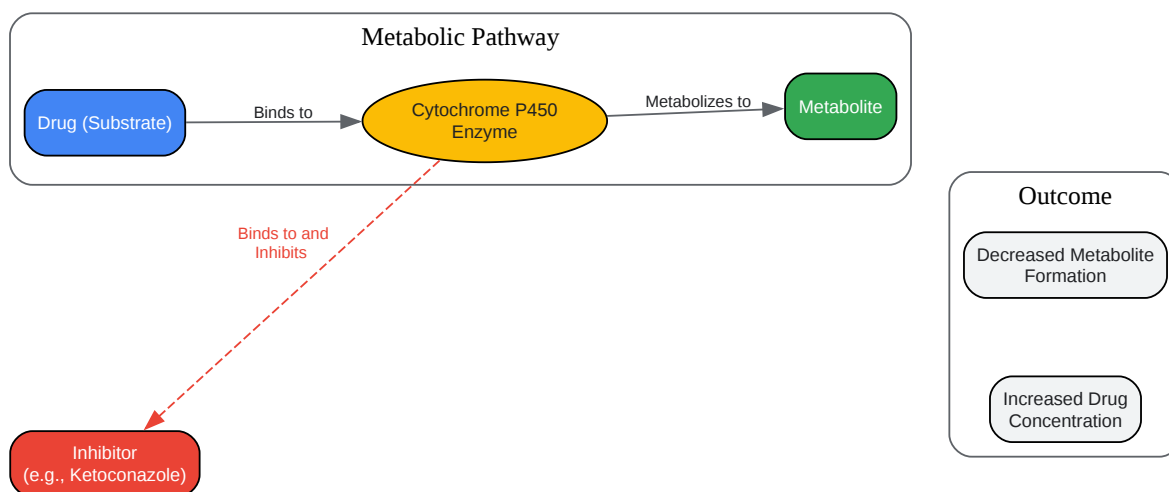 Metabolic Pathway
Drug (Substrate)
Binds to
Cytochrome P450
Enzyme
Metabolizes to
Metabolite
Binds to and
Inhibits
Inhibitor
(e.g., Ketoconazole)
Outcome
Decreased Metabolite
Formation
Increased Drug
Concentration